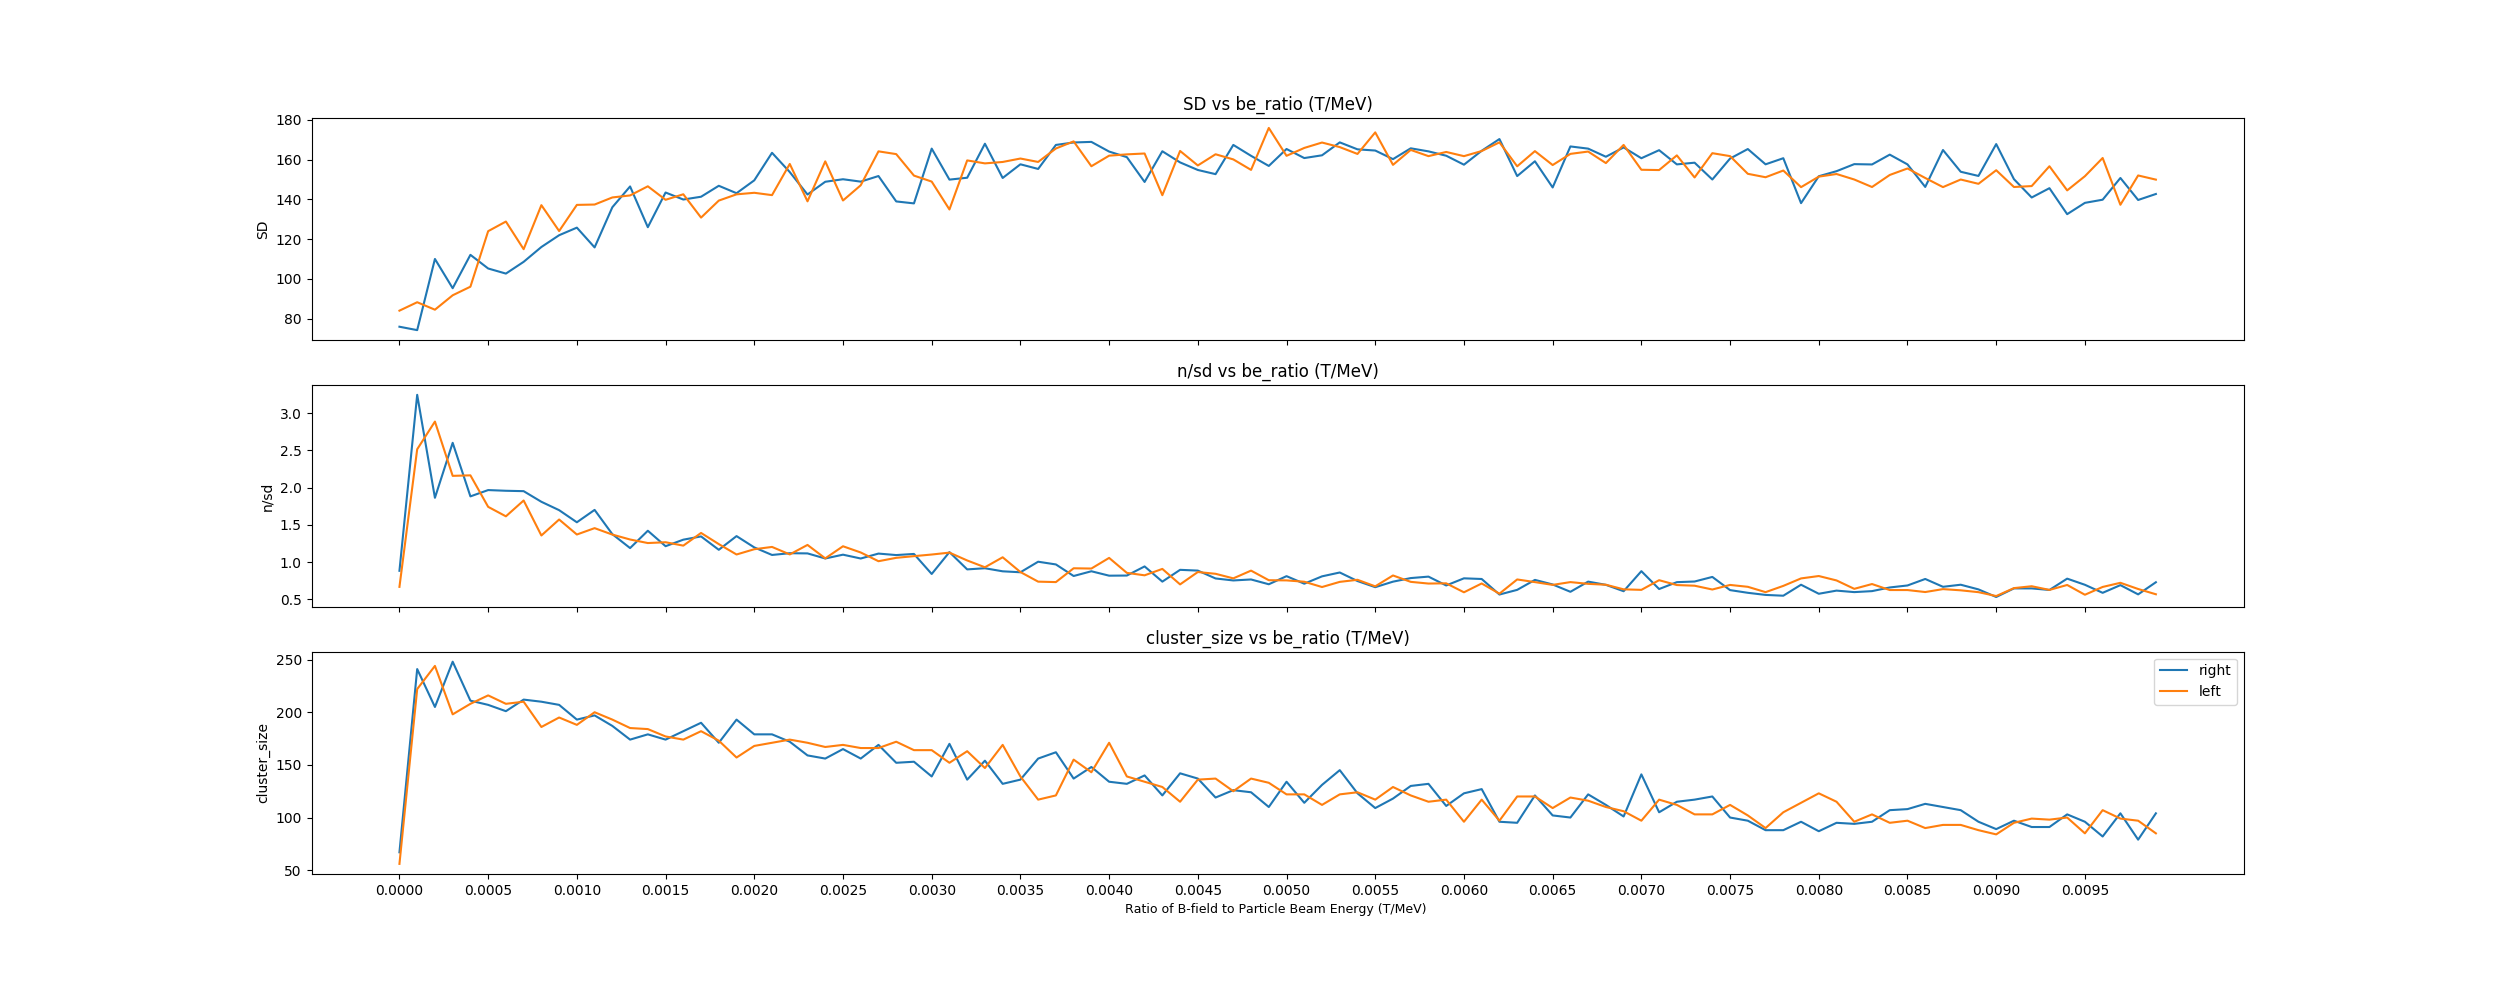 SD vs be_ratio (T/MeV)
180
160
140
120
100
80
SD
n/sd vs be_ratio (T/MeV)
3.0
2.5
2.0
1.5
1.0
0.5
n/sd
cluster_size vs be_ratio (T/MeV)
250
200
150
100
50
cluster_size
right
left
0.0000 0.0005 0.0010 0.0015 0.0020 0.0025 0.0030 0.0035 0.0040 0.0045 0.0050 0.0055 0.0060 0.0065 0.0070 0.0075 0.0080 0.0085 0.0090 0.0095
Ratio of B-field to Particle Beam Energy (T/MeV)